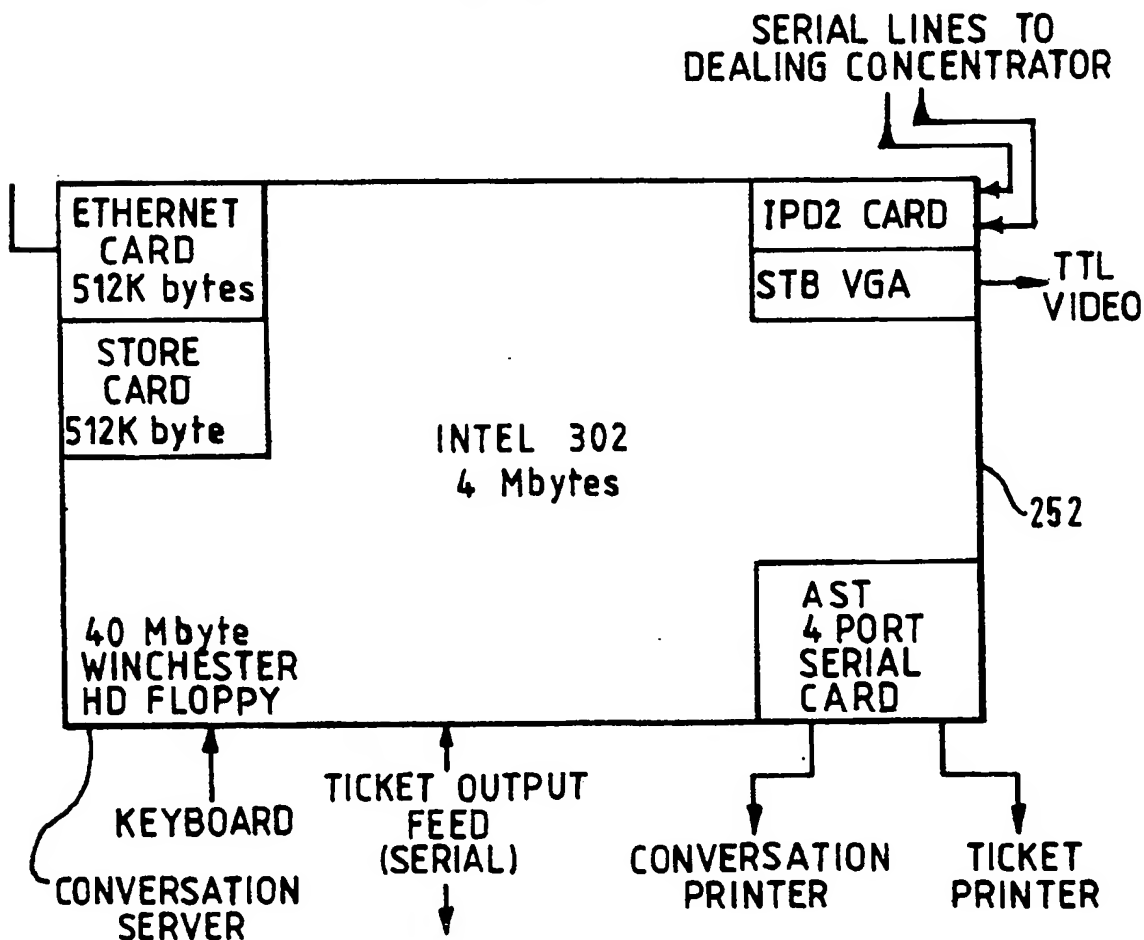 SERIAL LINES TO
DEALING CONCENTRATOR
ETHERNET
CARD
512K bytes
IPD2 CARD
STB VGA
TTL
VIDEO
STORE
CARD
512K byte
INTEL 302
4 Mbytes
252
40 Mbyte
WINCHESTER
HD FLOPPY
AST
4 PORT
SERIAL
CARD
KEYBOARD
TICKET OUTPUT
FEED
(SERIAL)
CONVERSATION
SERVER
CONVERSATION
PRINTER
TICKET
PRINTER